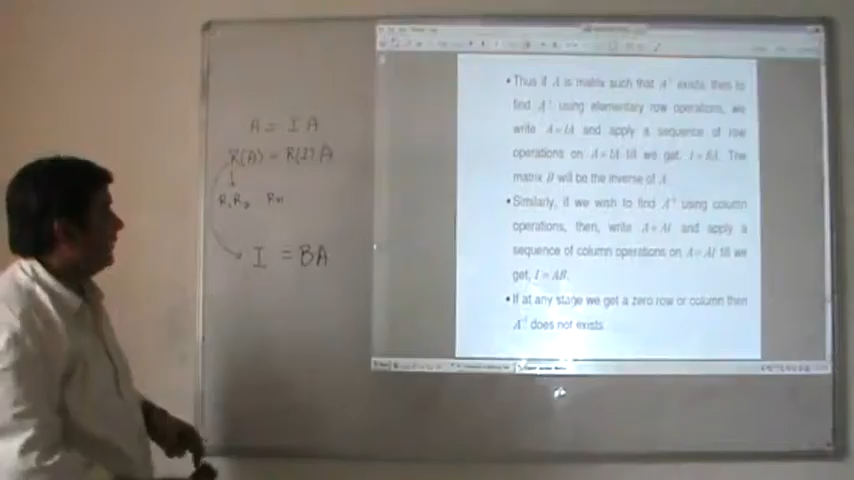 A = I A
R(A) = R(I) A
R₁ R₂ Rn
I = BA
•Thus if A is matrix such that A⁻¹ exists, then to
find A⁻¹ using elementary row operations, we
write A=IA and apply a sequence of row
operations on A=IA till we get, I=BA. The
matrix B will be the inverse of A.
•Similarly, if we wish to find A⁻¹ using column
operations, then, write A=AI and apply a
sequence of column operations on A=AI till we
get, I=AB.
•If at any stage we get a zero row or column then
A⁻¹ does not exists